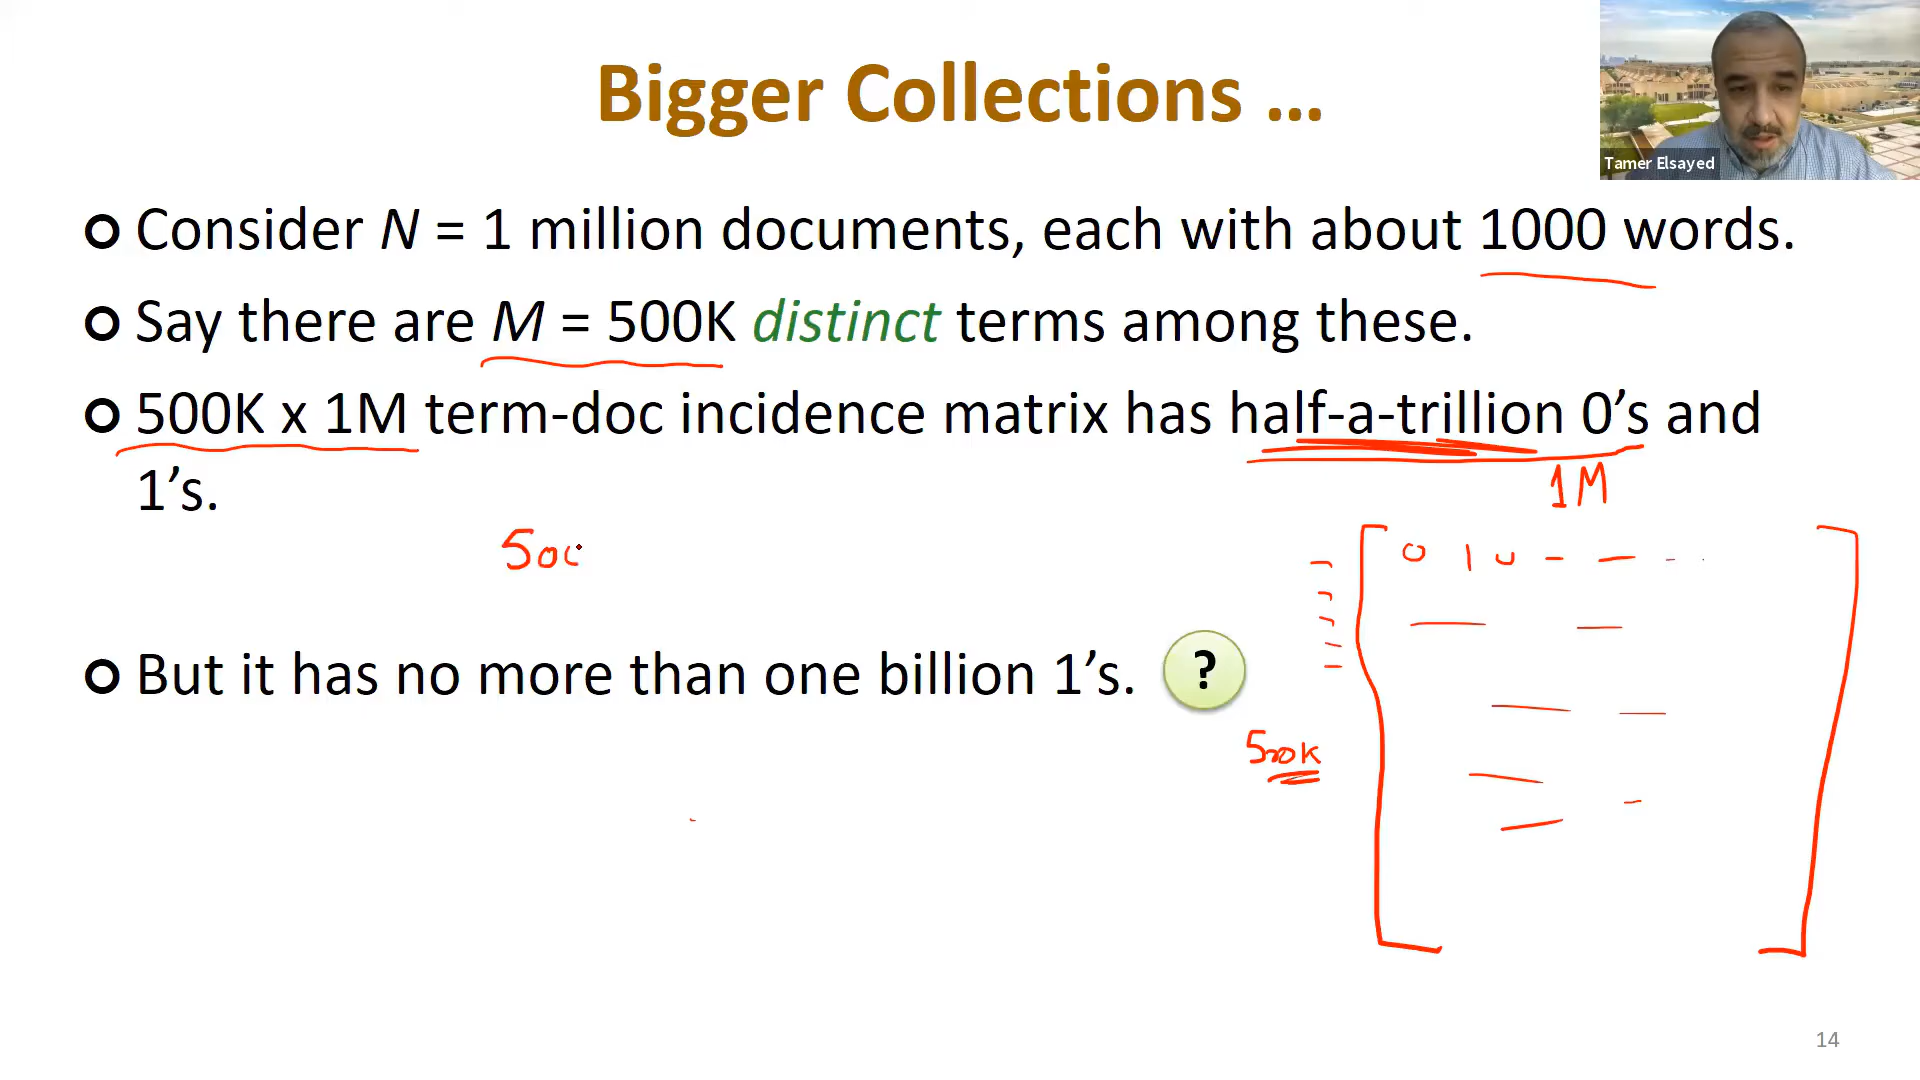 Bigger Collections ...
Tamer Elsayed
Consider N = 1 million documents, each with about 1000 words.
Say there are M = 500K distinct terms among these.
500K x 1M term-doc incidence matrix has half-a-trillion 0’s and
1’s.
1M
500
0 1 0 - - - -
But it has no more than one billion 1’s. ?
500K
14